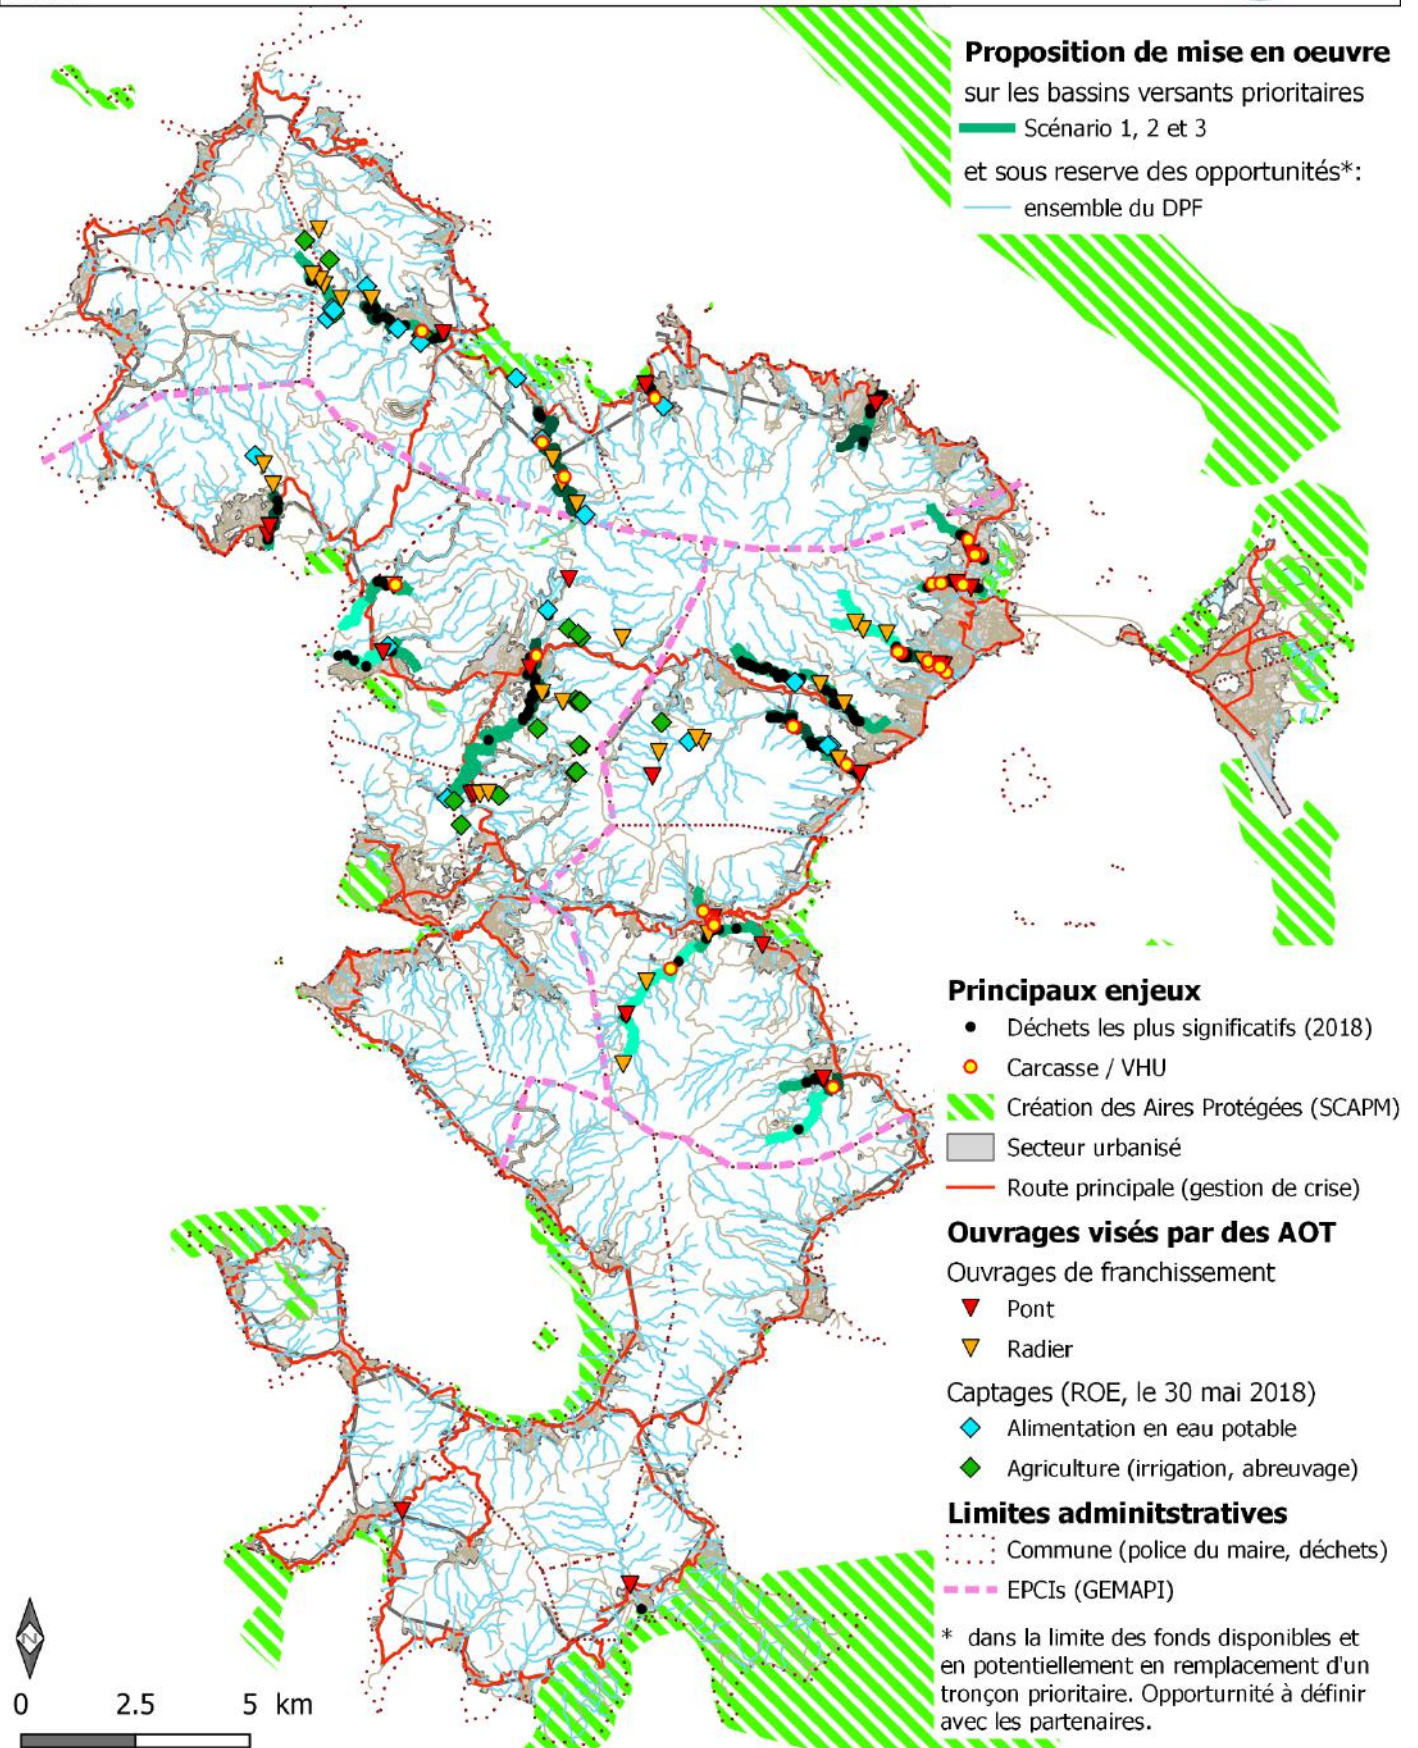 Proposition de mise en oeuvre
sur les bassins versants prioritaires
Scénario 1, 2 et 3
et sous reserve des opportunités*:
ensemble du DPF
Principaux enjeux
Déchets les plus significatifs (2018)
Carcasse / VHU
Création des Aires Protégées (SCAPM)
Secteur urbanisé
Route principale (gestion de crise)
Ouvrages visés par des AOT
Ouvrages de franchissement
Pont
Radier
Captages (ROE, le 30 mai 2018)
Alimentation en eau potable
Agriculture (irrigation, abreuvage)
Limites adminitstratives
Commune (police du maire, déchets)
EPCIs (GEMAPI)
* dans la limite des fonds disponibles et
en potentiellement en remplacement d'un
tronçon prioritaire. Opporturnité à définir
avec les partenaires.
N
0 2.5 5 km